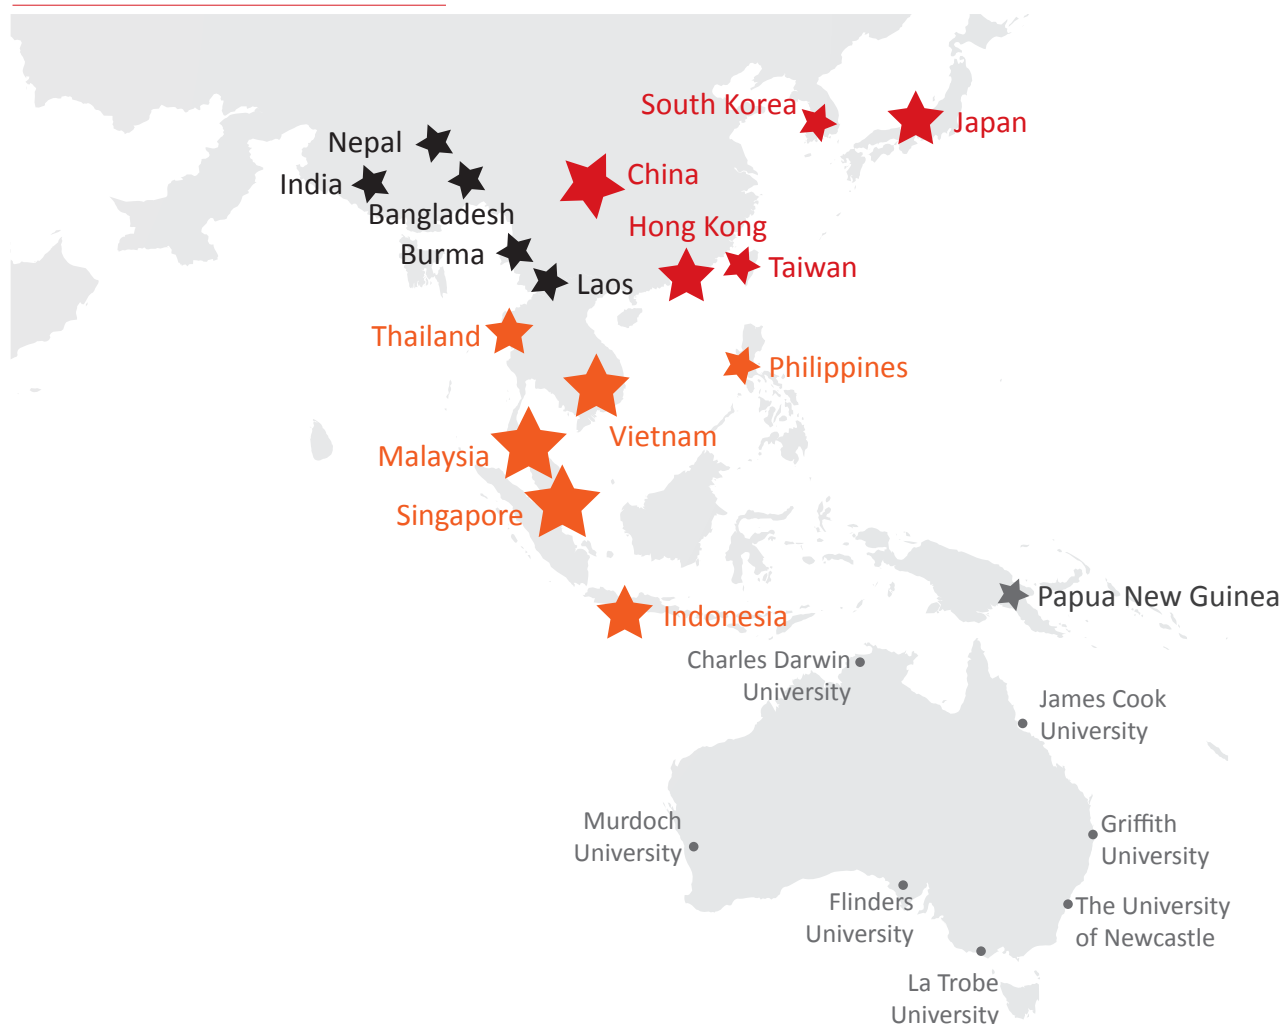 South Korea
Japan
Nepal
India
China
Bangladesh
Hong Kong
Burma
Taiwan
Laos
Thailand
Philippines
Vietnam
Malaysia
Singapore
Papua New Guinea
Indonesia
Charles Darwin
University
James Cook
University
Murdoch
University
Griffith
University
Flinders
University
The University
of Newcastle
La Trobe
University